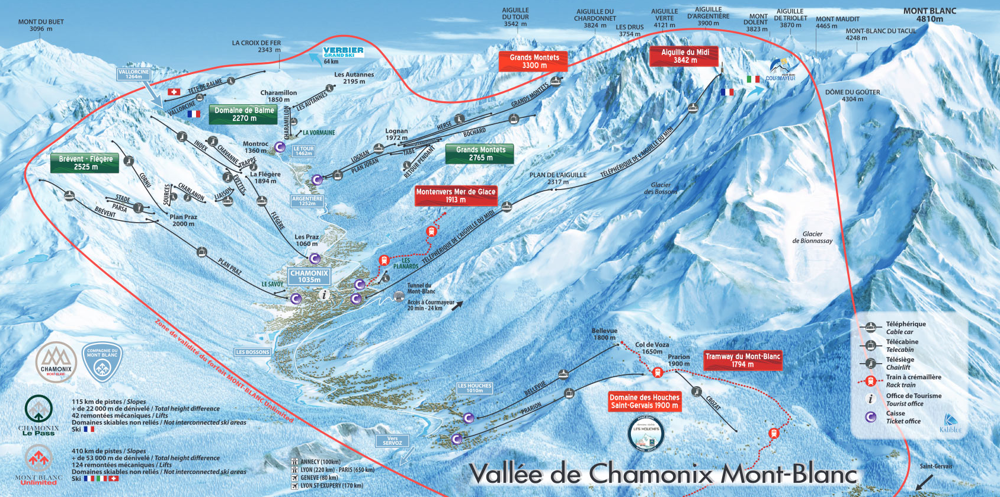 MONT DU BUET
3096 m
LA CROIX DE FER
2343 m
VERBIER
GRAND SKI
64 km
AIGUILLE
DU TOUR
3542 m
AIGUILLE DU
CHARDONNET
3824 m
LES DRUS
3754 m
AIGUILLE
VERTE
4121 m
AIGUILLE
D'ARGENTIÈRE
3900 m
MONT
DOLENT
3823 m
AIGUILLE
DE TRIOLET
3870 m
MONT MAUDIT
4465 m
MONT-BLANC DU TACUL
4248 m
MONT BLANC
4810m
VALLORCINE
1264m
TÊTE DE BALME
VALLORCINE
Domaine de Balme
2270 m
Les Autannes
2195 m
Charamillon
1850 m
LES AUTANNES
CHARAMILLON
LA VORMAINE
Montroc
1360 m
LE TOUR
1462m
Grands Montets
3300 m
Aiguille du Midi
3842 m
mont blanc
COURMAYEUR
DÔME DU GOÛTER
4304 m
GRANDS MONTETS
HERSE
BOCHARD
Lognan
1972 m
LOGNAN
PLAN JORAN
TABÉ
RETOUR PENDANT
Grands Montets
2765 m
Brévent - Flégère
2525 m
INDEX
CHAVANNE
TRAPPE
La Flégère
1894 m
EVETTES
CORNU
SOURCES
CHARLANON
LIAISON
STADE
PARSA
BRÉVENT
Plan Praz
2000 m
FLÉGÈRE
ARGENTIÈRE
1252m
Montenvers Mer de Glace
1913 m
PLAN DE L'AIGUILLE
2317 m
TÉLÉPHÉRIQUE DE L'AIGUILLE DU MIDI
Glacier
des Bossons
TÉLÉPHÉRIQUE DE L'AIGUILLE DU MIDI
Glacier
de Bionnassay
Les Praz
1060 m
PLAN PRAZ
CHAMONIX
1035m
LE SAVOY
LES
PLANARDS
Tunnel du
Mont-Blanc
Accès à Courmayeur
20 min - 24 km
Zone de validité du forfait MONT-BLANC Unlimited
LES BOSSONS
Bellevue
1800 m
Col de Voza
1650m
Prarion
1900 m
Tramway du Mont-Blanc
1794 m
LES HOUCHES
1010m
BELLEVUE
PRARION
CROZAT
Domaine des Houches
Saint-Gervais 1900 m
LES HOUCHES
Vers
SERVOZ
Téléphérique
Cable car
Télécabine
Telecabin
Télésiège
Chairlift
Train à crémaillère
Rack train
i
Office de Tourisme
Tourist office
C
Caisse
Ticket office
KALIBLUE
CHAMONIX
MONT-BLANC
COMPAGNIE DU
MONT BLANC
CHAMONIX
Le Pass
115 km de pistes / Slopes
+ de 22 000 m de dénivelé / Total height difference
42 remontées mécaniques / Lifts
Domaines skiables non reliés / Not interconnected ski areas
Ski
MONT BLANC
Unlimited
410 km de pistes / Slopes
+ de 53 000 m de dénivelé / Total height difference
124 remontées mécaniques / Lifts
Domaines skiables non reliés / Not interconnected ski areas
Ski
ANNECY (100km)
LYON (220 km) - PARIS (650 km)
GENEVE (80 km)
LYON ST-EXUPERY (170 km)
Vallée de Chamonix Mont-Blanc
Saint-Gervais